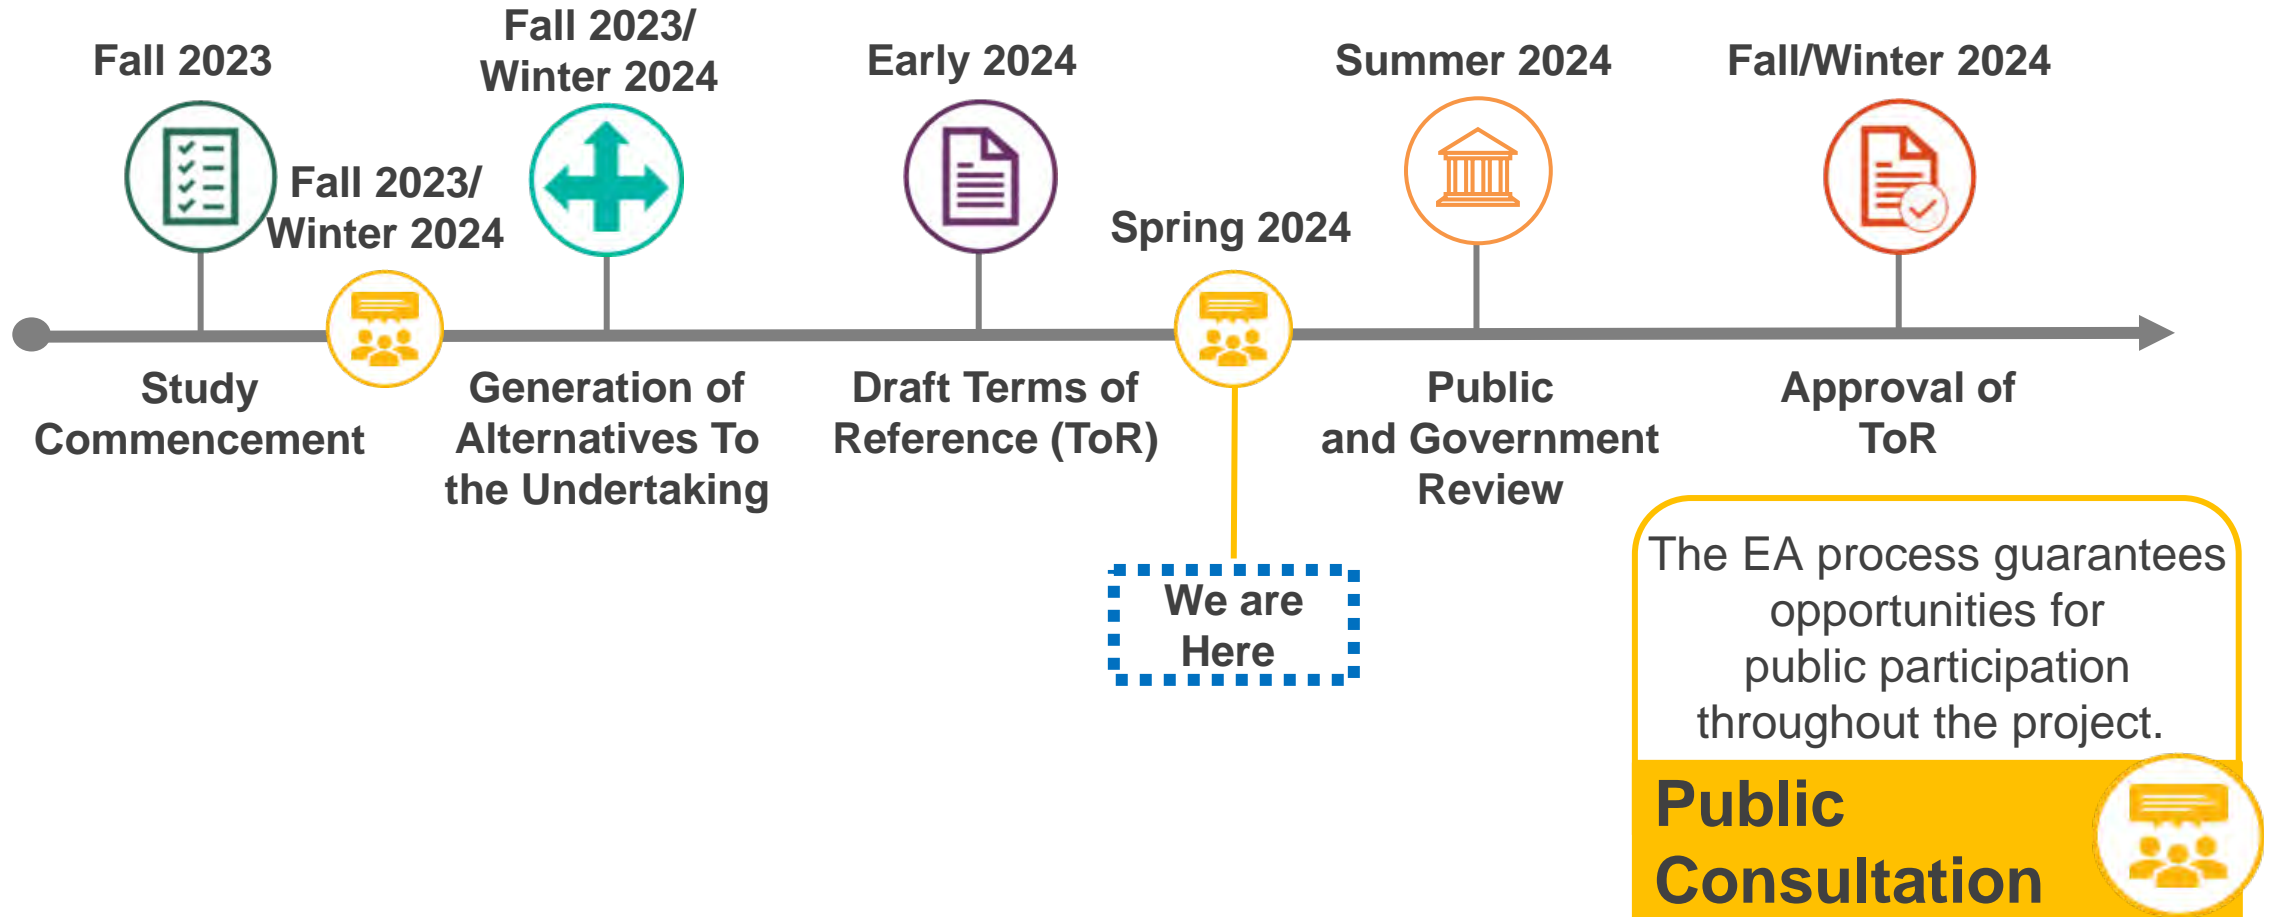 Fall 2023
Fall 2023/
Winter 2024
Fall 2023/
Winter 2024
Early 2024
Spring 2024
Summer 2024
Fall/Winter 2024
Study
Commencement
Generation of
Alternatives To
the Undertaking
Draft Terms of
Reference (ToR)
Public
and Government
Review
Approval of
ToR
We are
Here
The EA process guarantees
opportunities for
public participation
throughout the project.
Public
Consultation